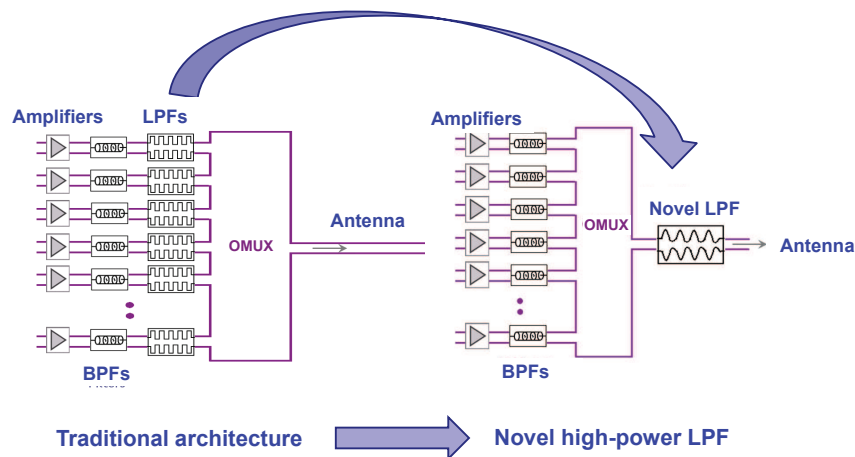 Amplifiers
LPFs
OMUX
Antenna
BPFs
Amplifiers
OMUX
Novel LPF
Antenna
BPFs
Traditional architecture
Novel high-power LPF